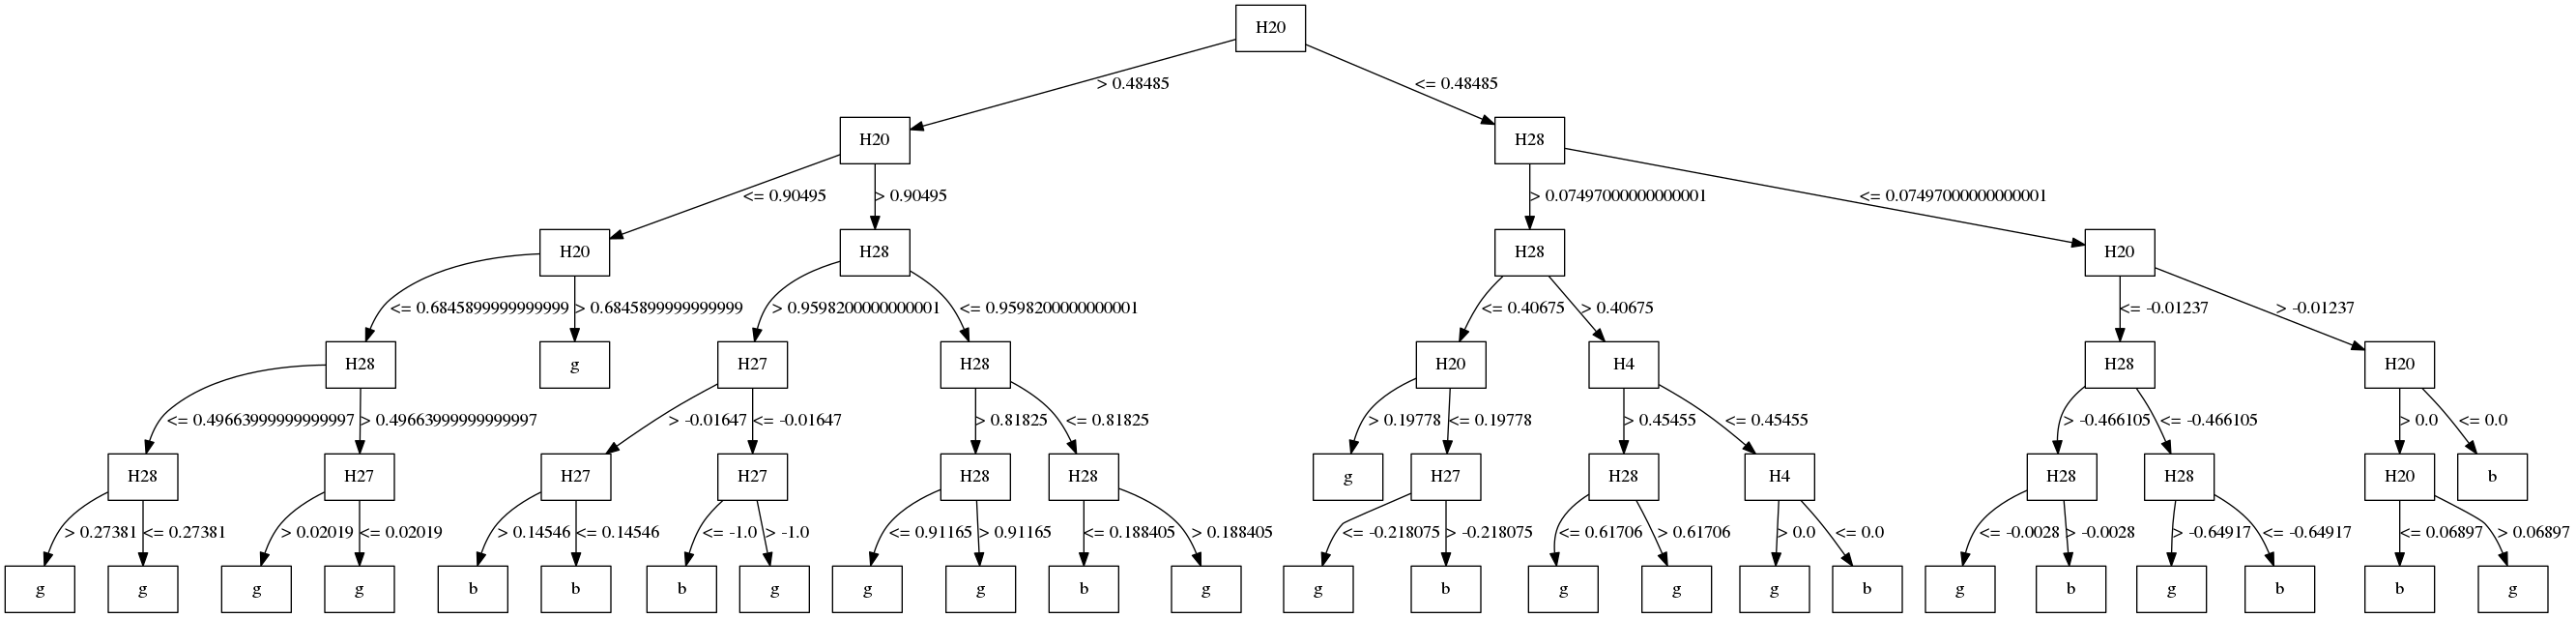 H20
> 0.48485
<= 0.48485
H20
H28
<= 0.90495
> 0.90495
> 0.07497000000000001
<= 0.07497000000000001
H20
H28
H28
H20
<= 0.6845899999999999
> 0.6845899999999999
> 0.9598200000000001
<= 0.9598200000000001
<= 0.40675
> 0.40675
<= -0.01237
> -0.01237
H28
g
H27
H28
H20
H4
H28
H20
<= 0.49663999999999997
> 0.49663999999999997
> -0.01647
<= -0.01647
> 0.81825
<= 0.81825
> 0.19778
<= 0.19778
> 0.45455
<= 0.45455
> -0.466105
<= -0.466105
> 0.0
<= 0.0
H28
H27
H27
H27
H28
H28
g
H27
H28
H4
H28
H28
H20
b
> 0.27381
<= 0.27381
> 0.02019
<= 0.02019
> 0.14546
<= 0.14546
<= -1.0
> -1.0
<= 0.91165
> 0.91165
<= 0.188405
> 0.188405
<= -0.218075
> -0.218075
<= 0.61706
> 0.61706
> 0.0
<= 0.0
<= -0.0028
> -0.0028
> -0.64917
<= -0.64917
<= 0.06897
> 0.06897
g
g
g
g
b
b
b
g
g
g
b
g
g
b
g
g
g
b
g
b
g
b
b
g